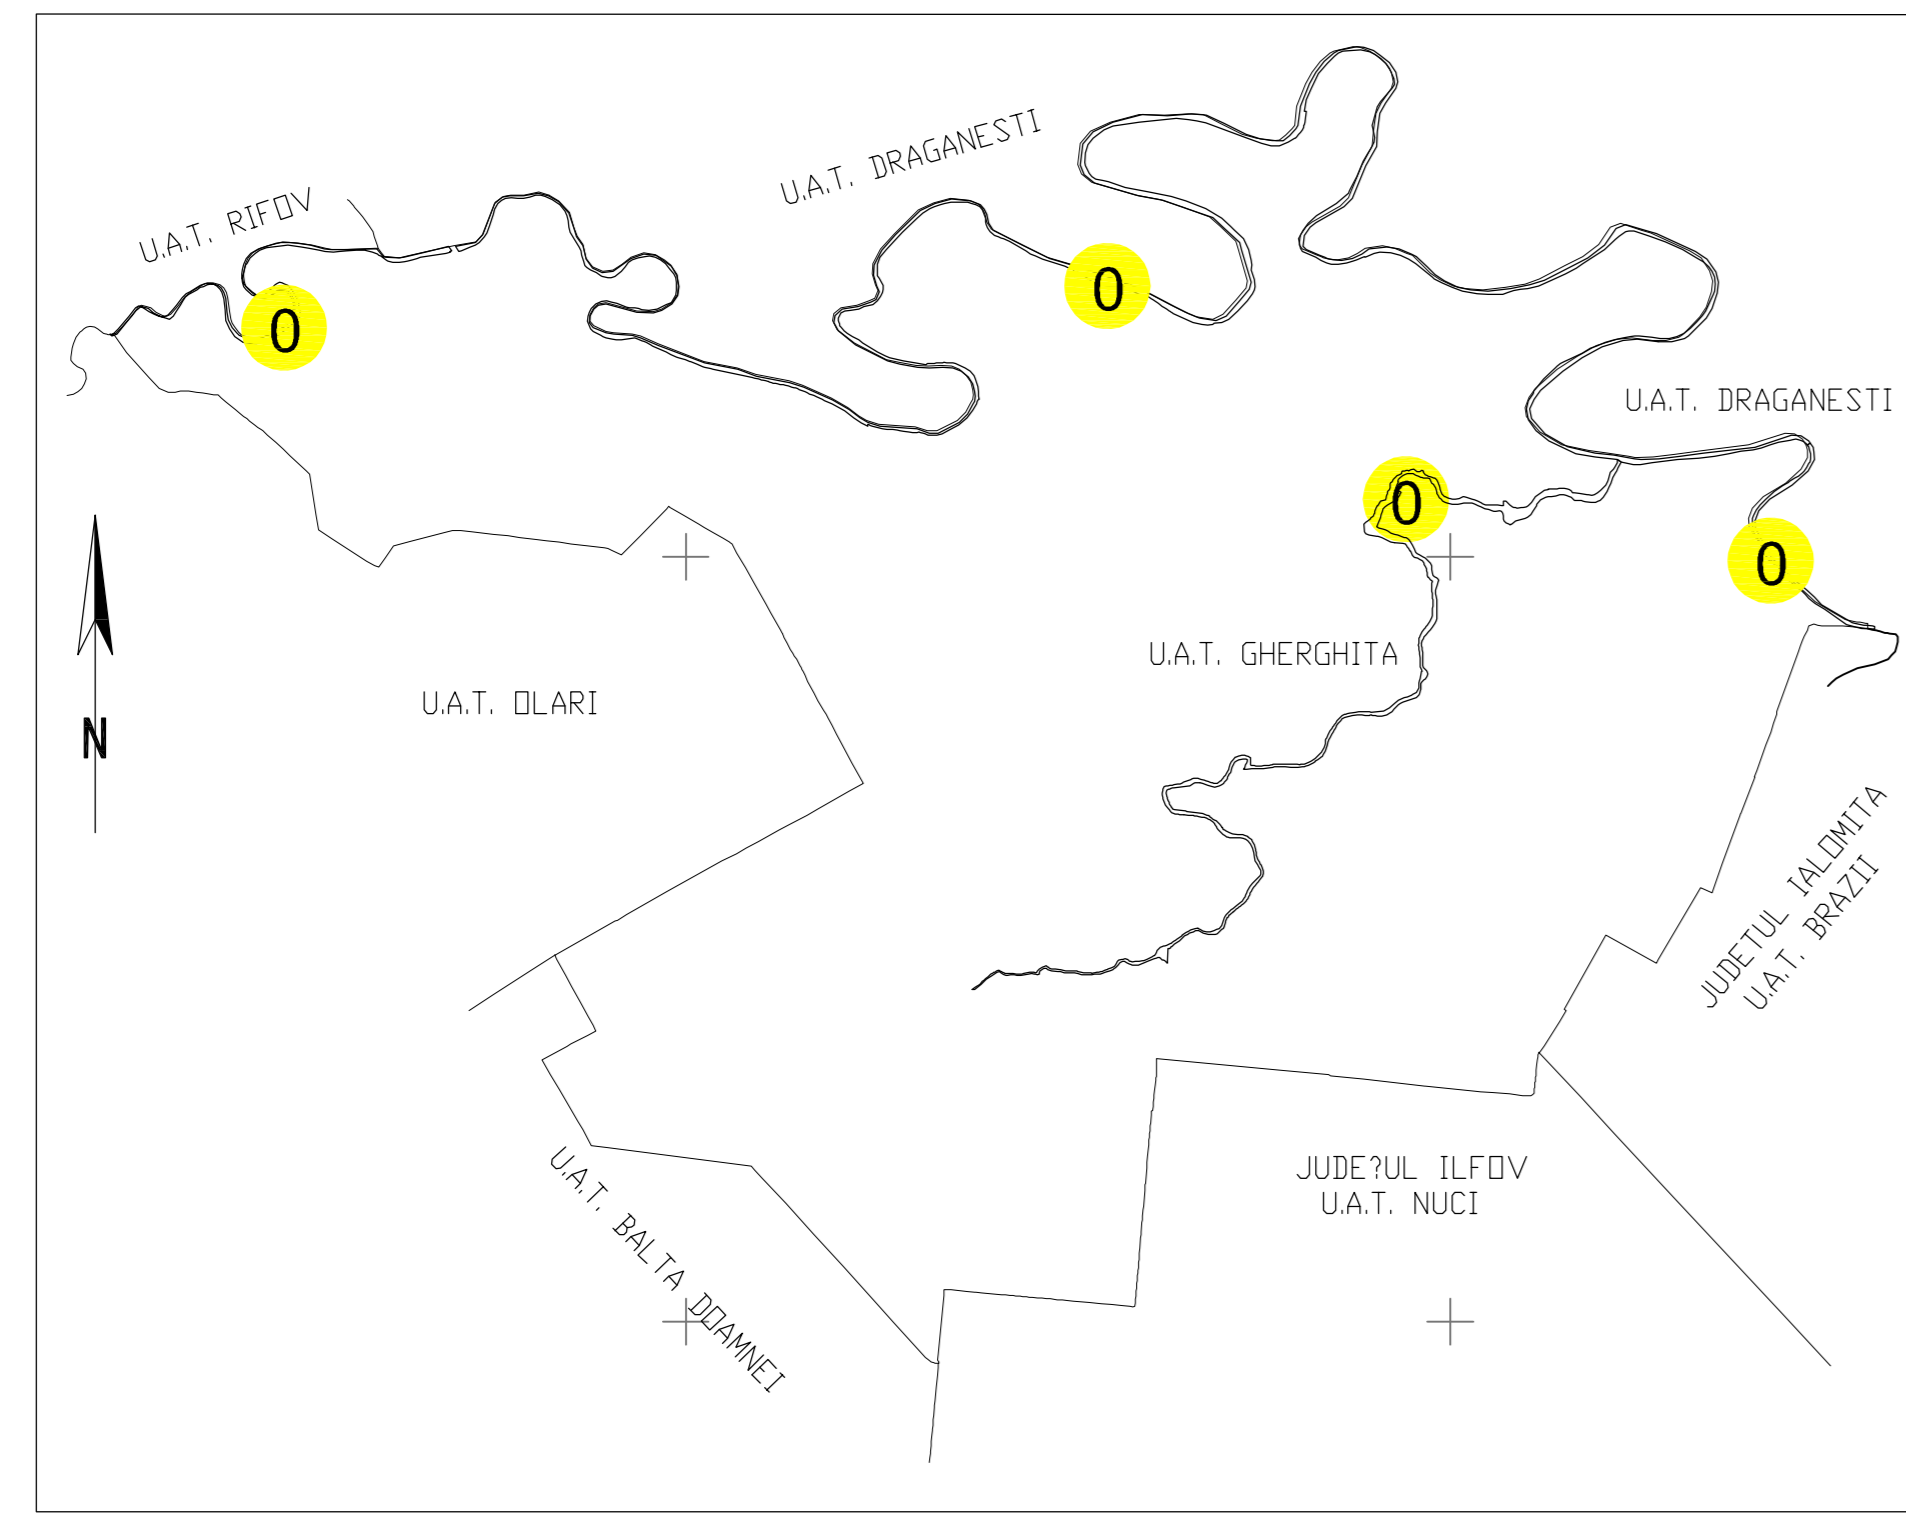 U.A.T. DRAGANESTI
U.A.T. RIFOV
0
0
U.A.T. DRAGANESTI
0
0
U.A.T. GHERGHITA
U.A.T. OLARI
N
JUDETUL IALOMITA
U.A.T. BRAZII
JUDE?UL ILFOV
U.A.T. NUCI
U.A.T. BALTA DOAMNEI